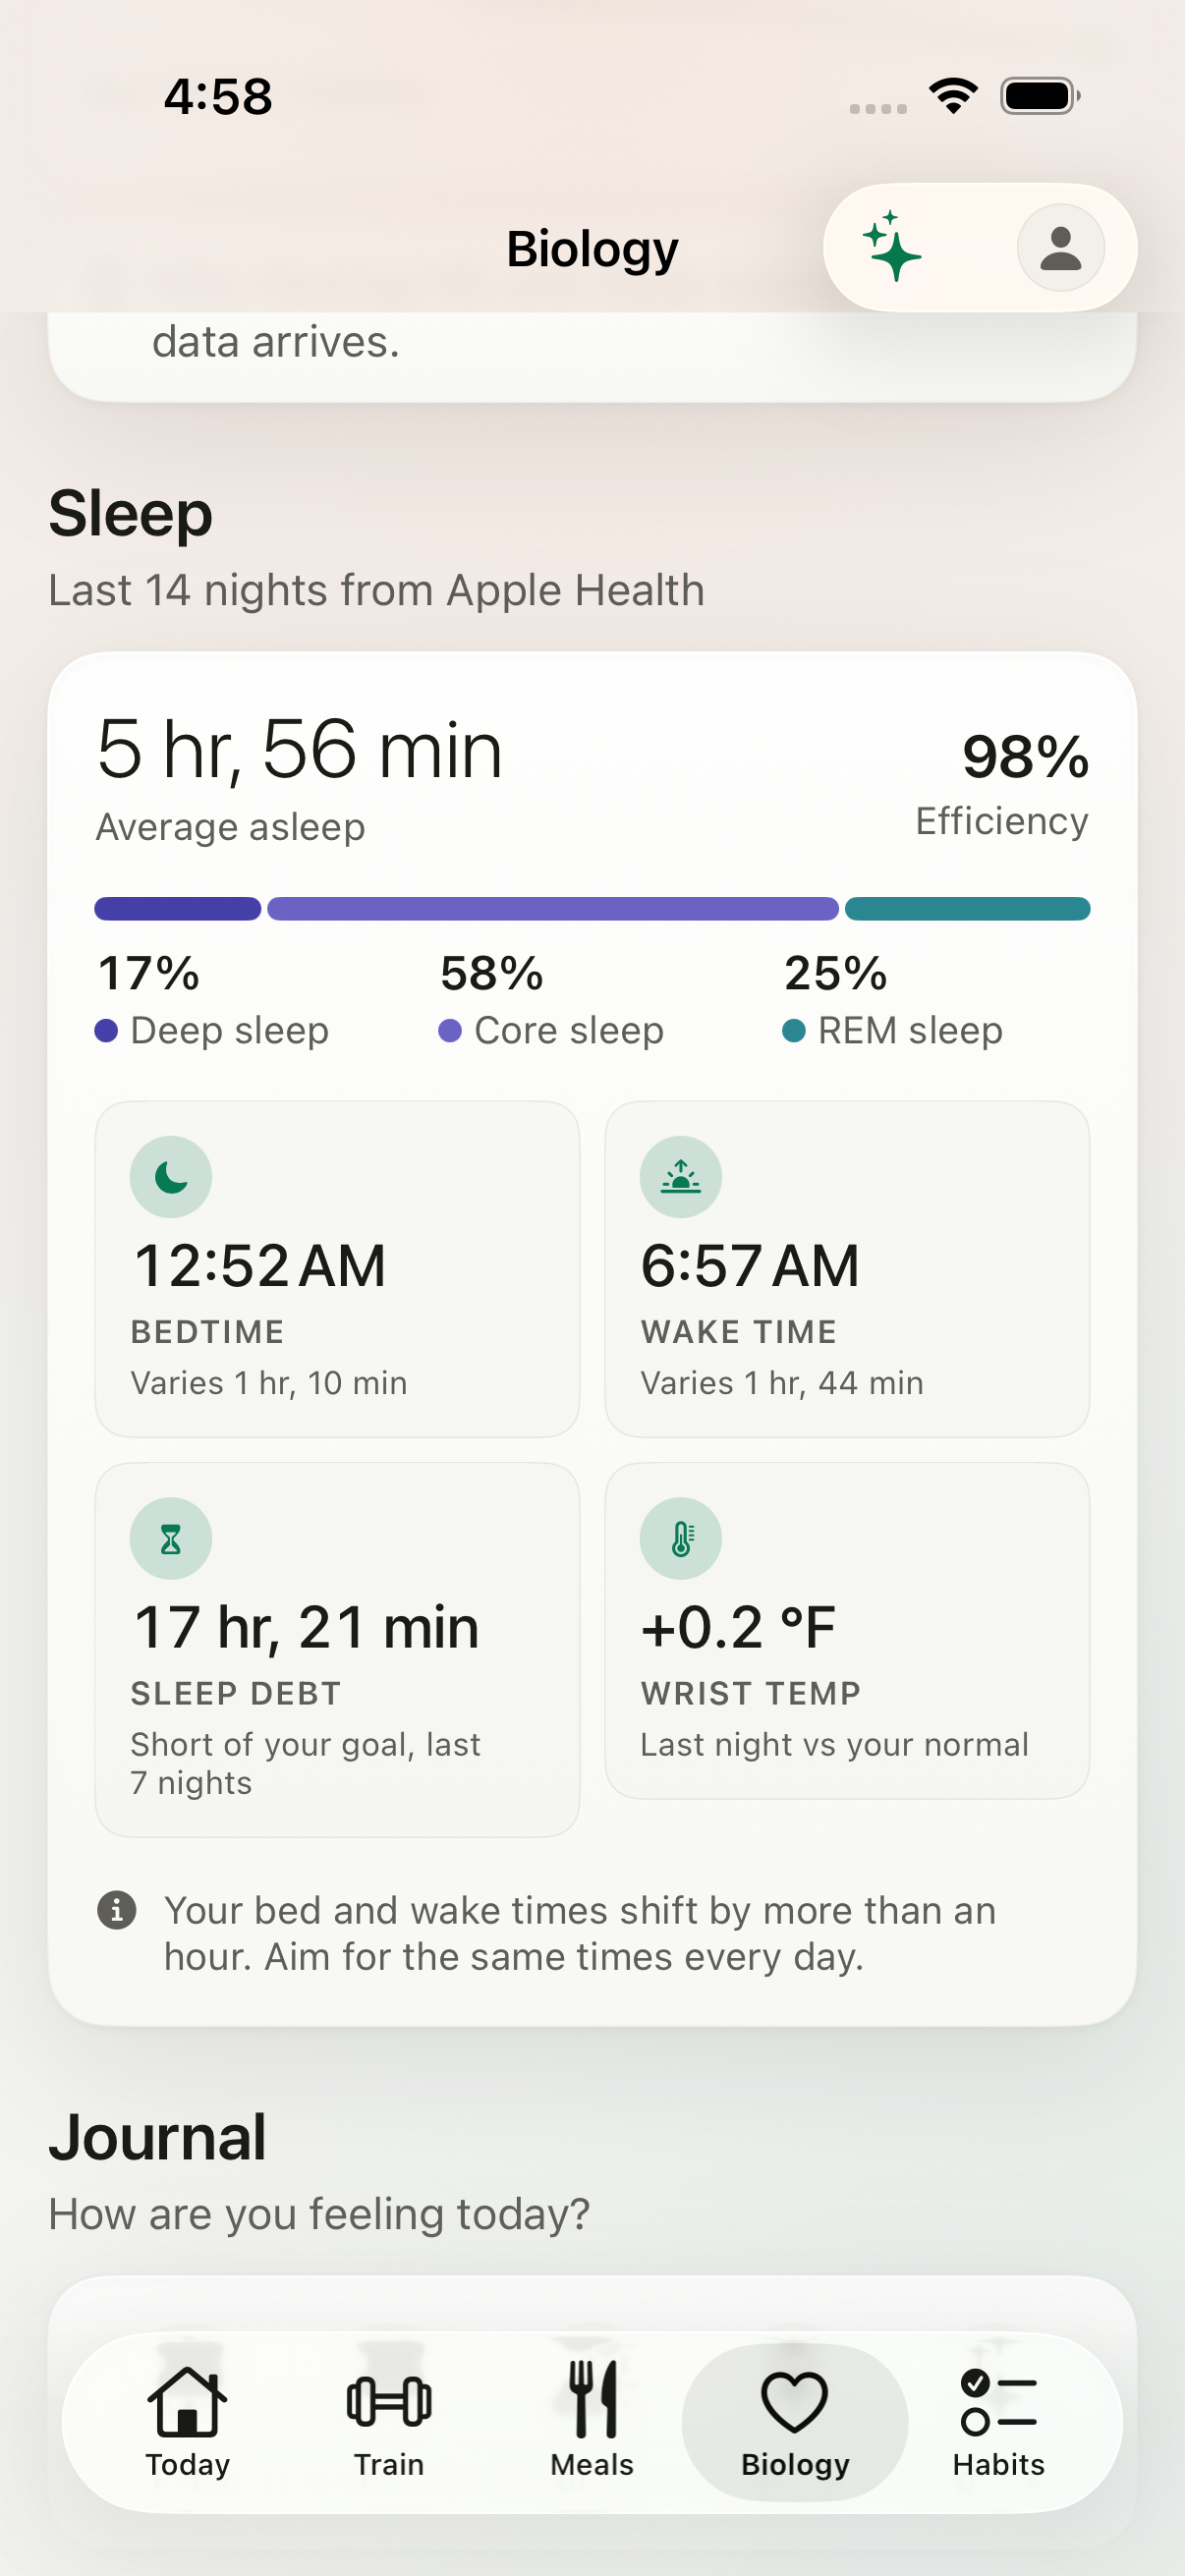 4:58
Biology
data arrives.
Sleep
Last 14 nights from Apple Health
5 hr, 56 min
98%
Average asleep
Efficiency
17%
58%
25%
Deep sleep
Core sleep
REM sleep
12:52 AM
BEDTIME
Varies 1 hr, 10 min
6:57 AM
WAKE TIME
Varies 1 hr, 44 min
17 hr, 21 min
SLEEP DEBT
Short of your goal, last
7 nights
+0.2 °F
WRIST TEMP
Last night vs your normal
Your bed and wake times shift by more than an
hour. Aim for the same times every day.
Journal
How are you feeling today?
Today
Train
Meals
Biology
Habits